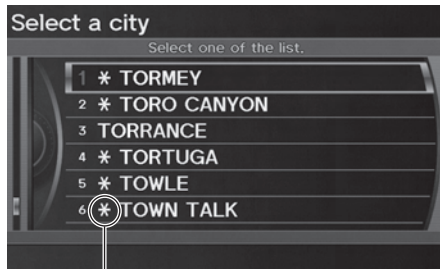 Select a city
Select one of the list.
1 * TORMEY
2 * TORO CANYON
3 TORRANCE
4 * TORTUGA
5 * TOWLE
6 * TOWN TALK